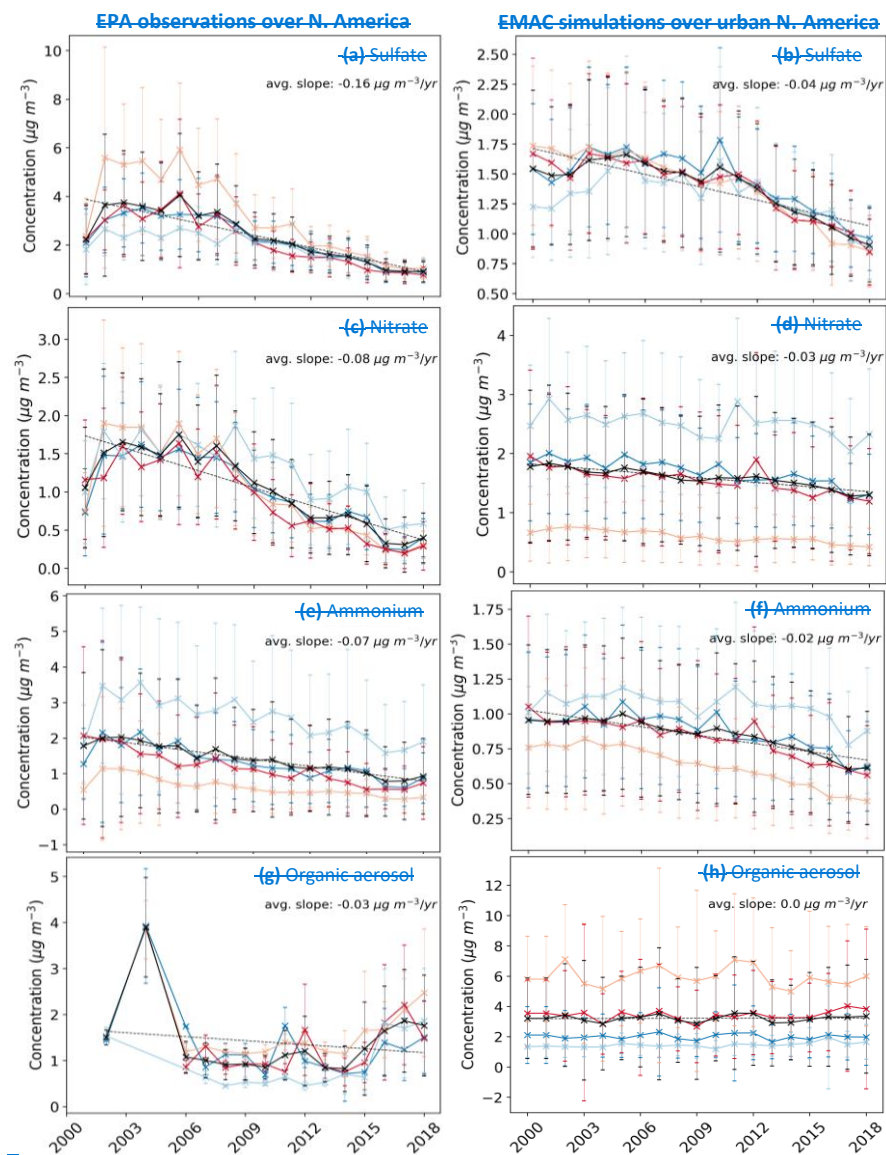 EPA observations over N. America
EMAC simulations over urban N. America
(a) Sulfate
avg. slope: -0.16 μg m⁻³/yr
Concentration (μg m⁻³)
10
8
6
4
2
0
(b) Sulfate
avg. slope: -0.04 μg m⁻³/yr
Concentration (μg m⁻³)
2.50
2.25
2.00
1.75
1.50
1.25
1.00
0.75
0.50
(c) Nitrate
avg. slope: -0.08 μg m⁻³/yr
Concentration (μg m⁻³)
3.0
2.5
2.0
1.5
1.0
0.5
0.0
(d) Nitrate
avg. slope: -0.03 μg m⁻³/yr
Concentration (μg m⁻³)
4
3
2
1
0
(e) Ammonium
avg. slope: -0.07 μg m⁻³/yr
Concentration (μg m⁻³)
6
5
4
3
2
1
0
−1
(f) Ammonium
avg. slope: -0.02 μg m⁻³/yr
Concentration (μg m⁻³)
1.75
1.50
1.25
1.00
0.75
0.50
0.25
(g) Organic aerosol
avg. slope: -0.03 μg m⁻³/yr
Concentration (μg m⁻³)
5
4
3
2
1
0
2000 2003 2006 2009 2012 2015 2018
(h) Organic aerosol
avg. slope: 0.0 μg m⁻³/yr
Concentration (μg m⁻³)
12
10
8
6
4
2
0
−2
2000 2003 2006 2009 2012 2015 2018